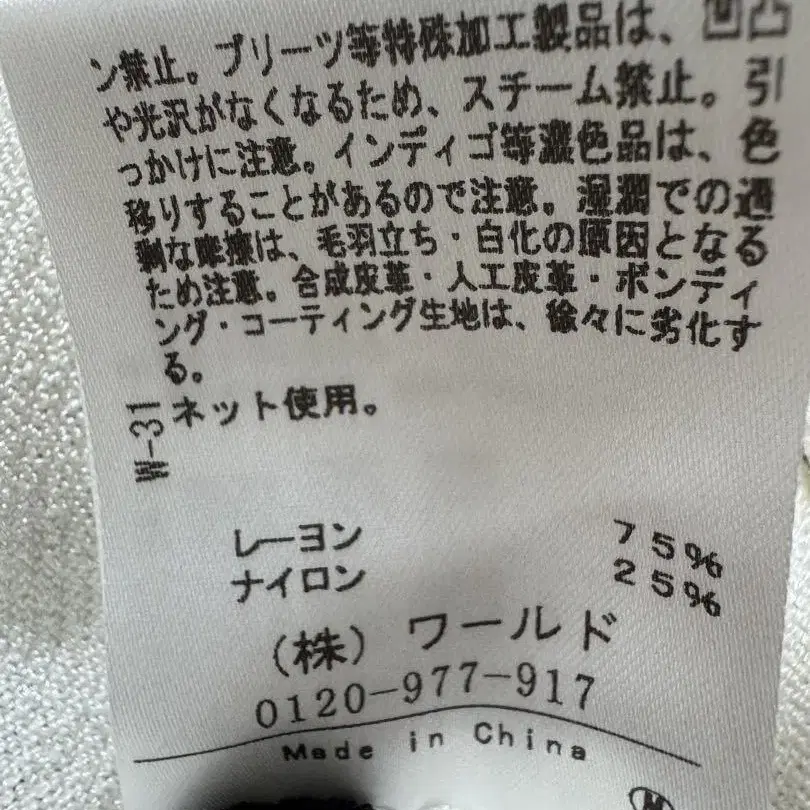 ン禁止。プリーツ等特殊加工製品は、凹凸
や光沢がなくなるため、スチーム禁止。引
っかけに注意。インディゴ等濃色品は、色
移りすることがあるので注意。湿潤での過
剰な摩擦は、毛羽立ち・白化の原因となる
ため注意。合成皮革・人工皮革・ボンディ
ング・コーティング生地は、徐々に劣化す
る。
W-31
ネット使用。
レーヨン 75%
ナイロン 25%
(株) ワールド
0120-977-917
Made in China
M